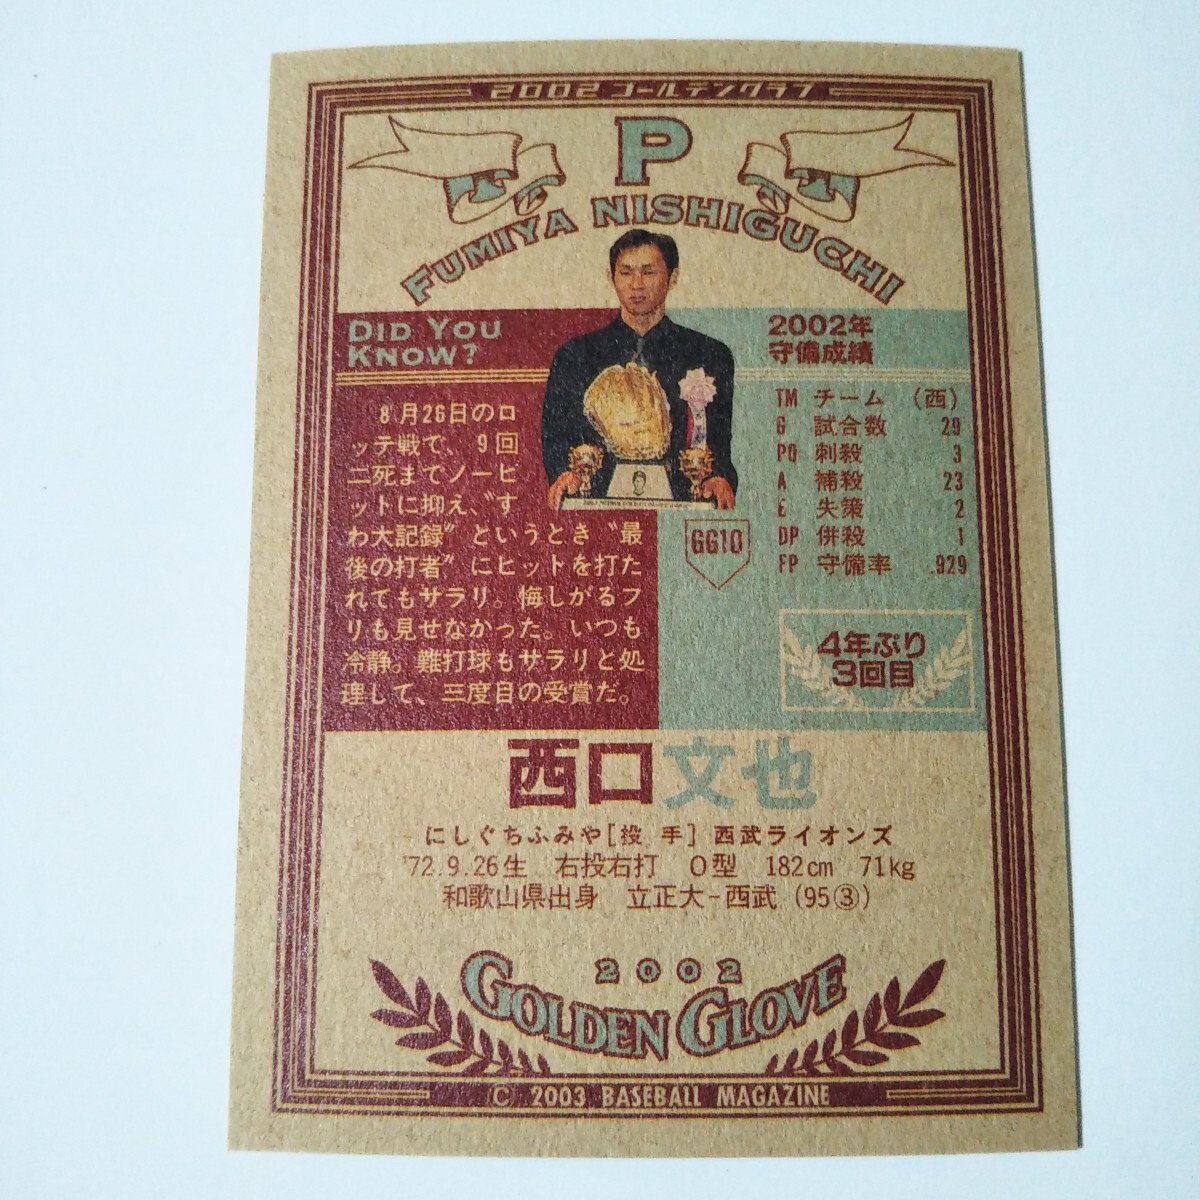 2002ゴールデングラブ
P
FUMIYA NISHIGUCHI
DID YOU
KNOW?
8月26日のロ
ッテ戦で、9回
二死までノーヒ
ットに抑え、〝す
わ大記録〟というとき〝最
後の打者〟にヒットを打た
れてもサラリ。悔しがるフ
リも見せなかった。いつも
冷静。難打球もサラリと処
理して、三度目の受賞だ。
2002年
守備成績
TM チーム (西)
G 試合数 29
PO 刺殺 3
A 補殺 23
E 失策 2
DP 併殺 1
FP 守備率 .929
GG10
4年ぶり
3回目
西口文也
にしぐちふみや[投 手] 西武ライオンズ
'72.9.26生 右投右打 O型 182cm 71kg
和歌山県出身 立正大-西武 (95③)
2002
GOLDEN GLOVE
© 2003 BASEBALL MAGAZINE